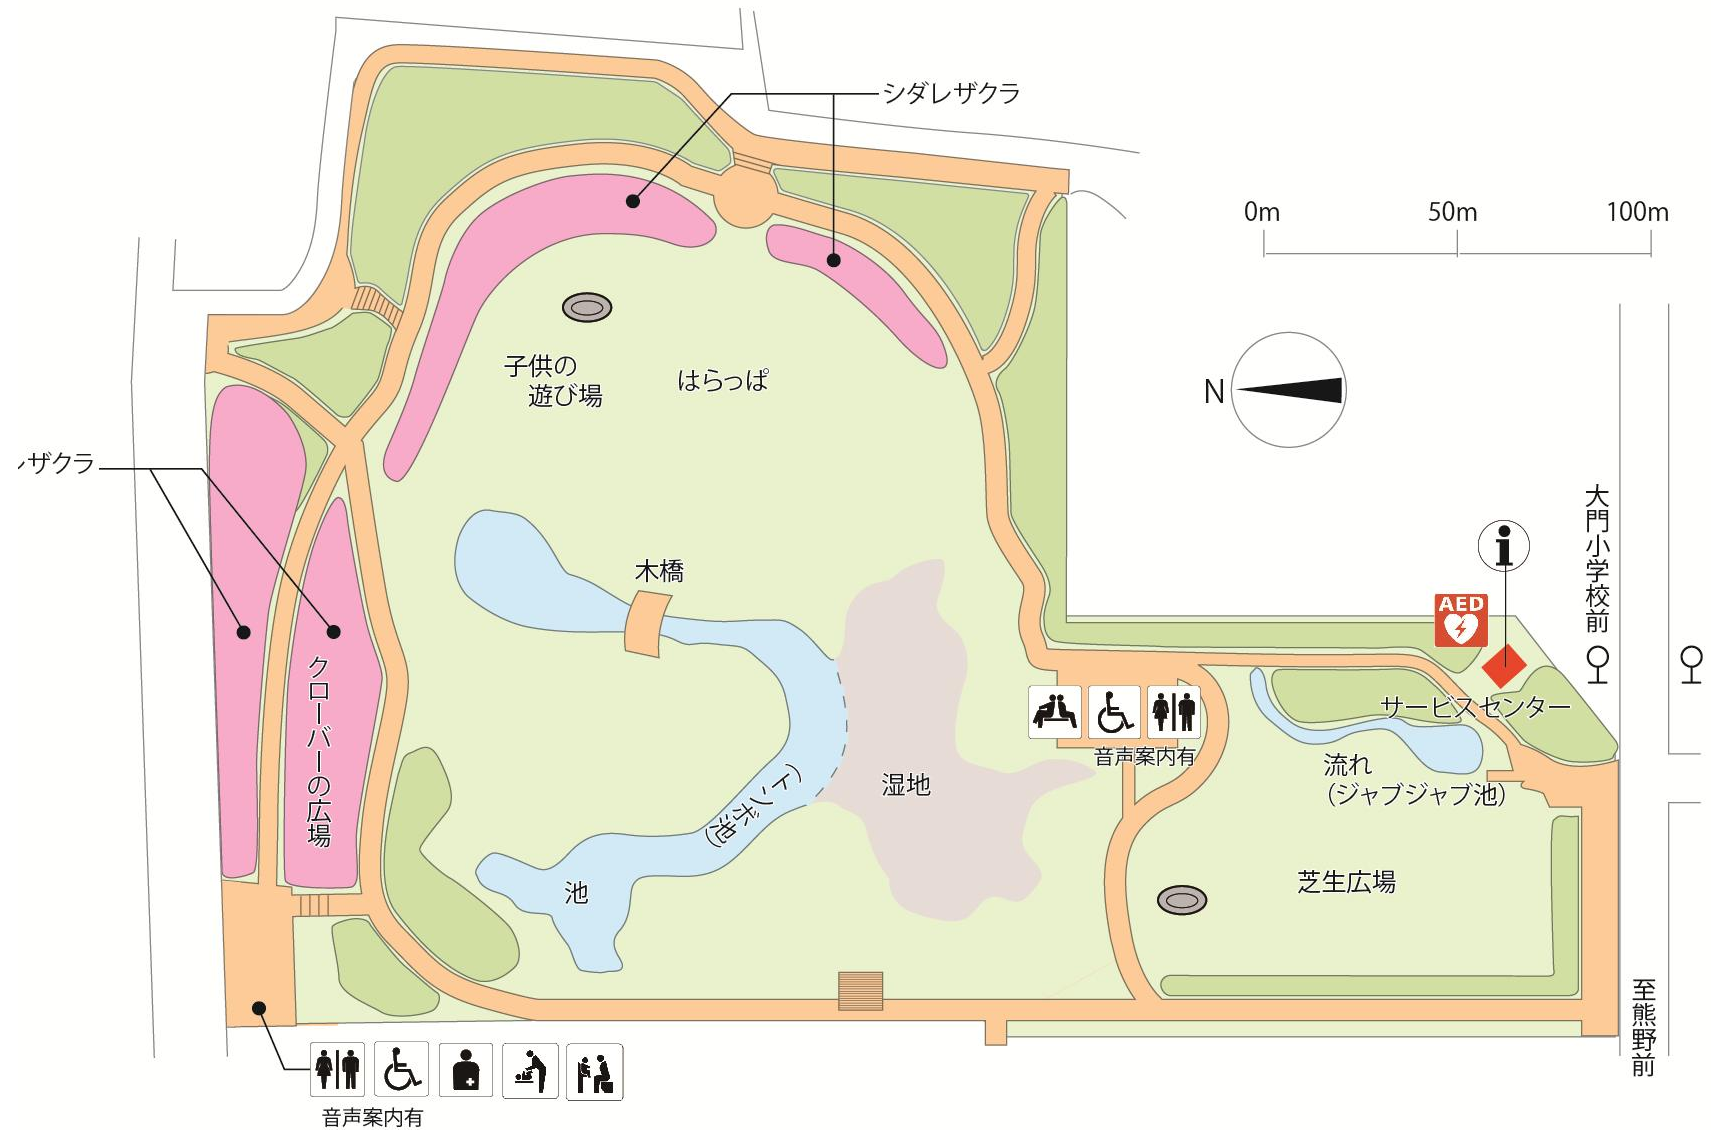 シダレザクラ
0m 50m 100m
子供の
遊び場
はらっぱ
N
ザクラ
大門小学校前
AED
木橋
クローバーの広場
サービスセンター
音声案内有
流れ
（ジャブジャブ池）
（トンボ池）
湿地
池
芝生広場
至熊野前
音声案内有